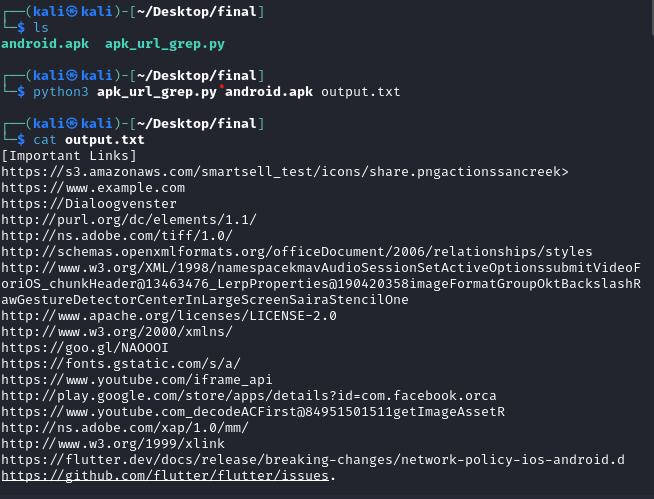 ┌──(kali㉿kali)-[~/Desktop/final]
└─$ ls
android.apk  apk_url_grep.py

┌──(kali㉿kali)-[~/Desktop/final]
└─$ python3 apk_url_grep.py android.apk output.txt

┌──(kali㉿kali)-[~/Desktop/final]
└─$ cat output.txt
[Important Links]
https://s3.amazonaws.com/smartsell_test/icons/share.pngactionssancreek>
https://www.example.com
https://Dialoogvenster
http://purl.org/dc/elements/1.1/
http://ns.adobe.com/tiff/1.0/
http://schemas.openxmlformats.org/officeDocument/2006/relationships/styles
http://www.w3.org/XML/1998/namespacekmavAudioSessionSetActiveOptionssubmitVideoF
oriOS_chunkHeader@13463476_LerpProperties@190420358imageFormatGroupOktBackslashR
awGestureDetectorCenterInLargeScreenSairaStencilOne
http://www.apache.org/licenses/LICENSE-2.0
http://www.w3.org/2000/xmlns/
https://goo.gl/NAOOOI
https://fonts.gstatic.com/s/a/
https://www.youtube.com/iframe_api
http://play.google.com/store/apps/details?id=com.facebook.orca
https://www.youtube.com_decodeACFirst@84951501511getImageAssetR
http://ns.adobe.com/xap/1.0/mm/
http://www.w3.org/1999/xlink
https://flutter.dev/docs/release/breaking-changes/network-policy-ios-android.d
https://github.com/flutter/flutter/issues.